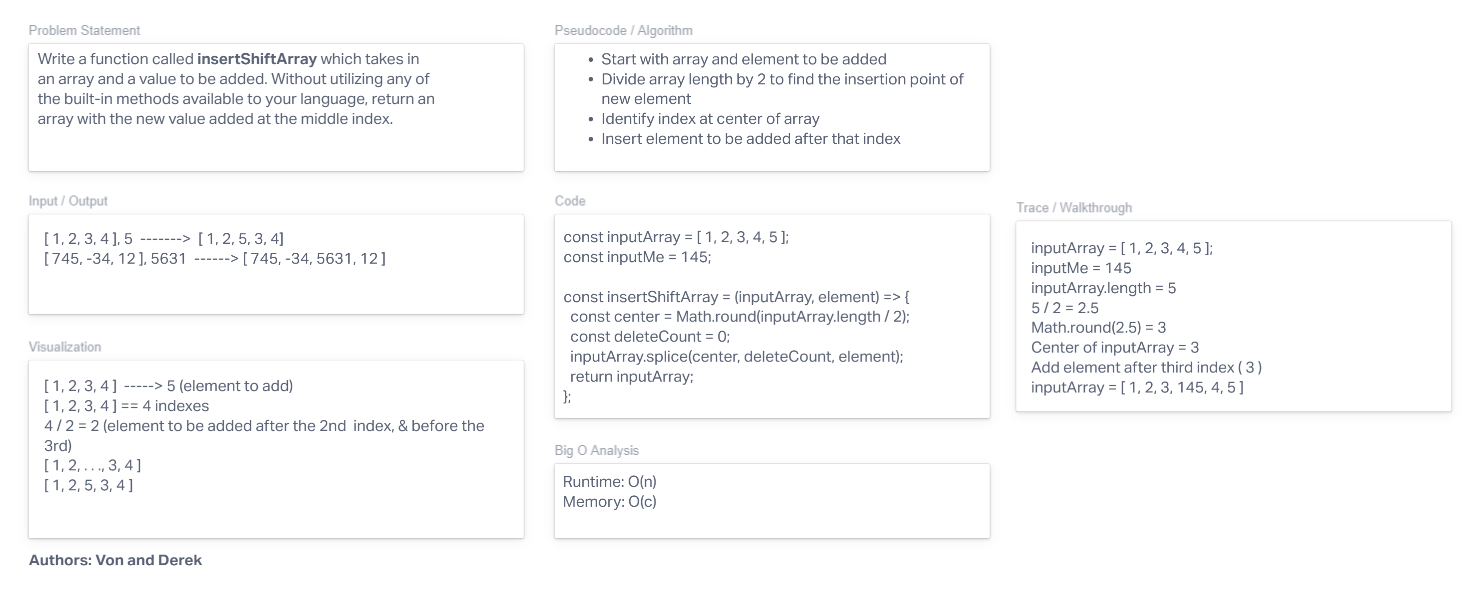 Problem Statement
Write a function called insertShiftArray which takes in
an array and a value to be added. Without utilizing any of
the built-in methods available to your language, return an
array with the new value added at the middle index.
Input / Output
[ 1, 2, 3, 4 ], 5 -------> [ 1, 2, 5, 3, 4]
[ 745, -34, 12 ], 5631 ------> [ 745, -34, 5631, 12 ]
Visualization
[ 1, 2, 3, 4 ] -----> 5 (element to add)
[ 1, 2, 3, 4 ] == 4 indexes
4 / 2 = 2 (element to be added after the 2nd index, & before the
3rd)
[ 1, 2, . . ., 3, 4 ]
[ 1, 2, 5, 3, 4 ]
Authors: Von and Derek
Pseudocode / Algorithm
• Start with array and element to be added
• Divide array length by 2 to find the insertion point of
new element
• Identify index at center of array
• Insert element to be added after that index
Code
const inputArray = [ 1, 2, 3, 4, 5 ];
const inputMe = 145;
const insertShiftArray = (inputArray, element) => {
const center = Math.round(inputArray.length / 2);
const deleteCount = 0;
inputArray.splice(center, deleteCount, element);
return inputArray;
};
Big O Analysis
Runtime: O(n)
Memory: O(c)
Trace / Walkthrough
inputArray = [ 1, 2, 3, 4, 5 ];
inputMe = 145
inputArray.length = 5
5 / 2 = 2.5
Math.round(2.5) = 3
Center of inputArray = 3
Add element after third index ( 3 )
inputArray = [ 1, 2, 3, 145, 4, 5 ]